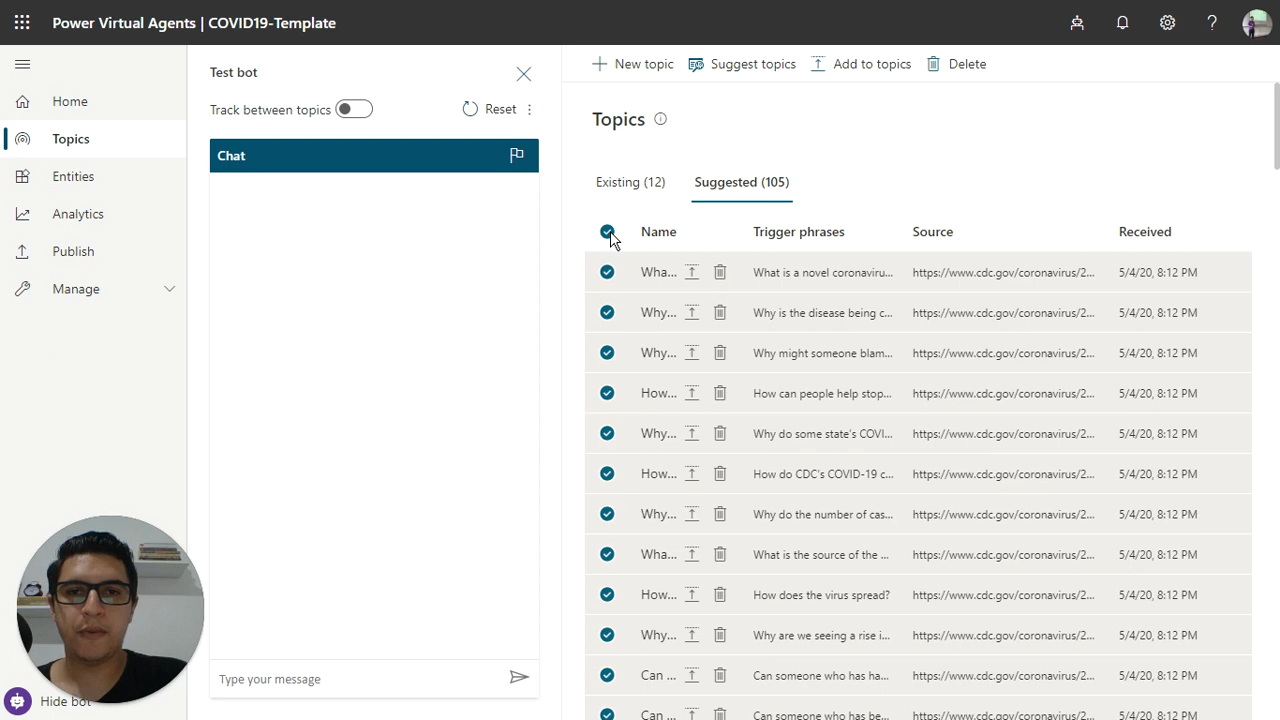 Power Virtual Agents | COVID19-Template
Home
Topics
Entities
Analytics
Publish
Manage
Hide bot
Test bot
Track between topics
Reset
Chat
Type your message
New topic
Suggest topics
Add to topics
Delete
Topics
Existing (12)
Suggested (105)
Name Trigger phrases Source Received
Wha... What is a novel coronaviru... https://www.cdc.gov/coronavirus/2... 5/4/20, 8:12 PM
Why... Why is the disease being c... https://www.cdc.gov/coronavirus/2... 5/4/20, 8:12 PM
Why... Why might someone blam... https://www.cdc.gov/coronavirus/2... 5/4/20, 8:12 PM
How... How can people help stop... https://www.cdc.gov/coronavirus/2... 5/4/20, 8:12 PM
Why... Why do some state's COVI... https://www.cdc.gov/coronavirus/2... 5/4/20, 8:12 PM
How... How do CDC's COVID-19 c... https://www.cdc.gov/coronavirus/2... 5/4/20, 8:12 PM
Why... Why do the number of cas... https://www.cdc.gov/coronavirus/2... 5/4/20, 8:12 PM
Wha... What is the source of the ... https://www.cdc.gov/coronavirus/2... 5/4/20, 8:12 PM
How... How does the virus spread? https://www.cdc.gov/coronavirus/2... 5/4/20, 8:12 PM
Why... Why are we seeing a rise i... https://www.cdc.gov/coronavirus/2... 5/4/20, 8:12 PM
Can ... Can someone who has ha... https://www.cdc.gov/coronavirus/2... 5/4/20, 8:12 PM
Can ... Can someone who has be... https://www.cdc.gov/coronavirus/2... 5/4/20, 8:12 PM